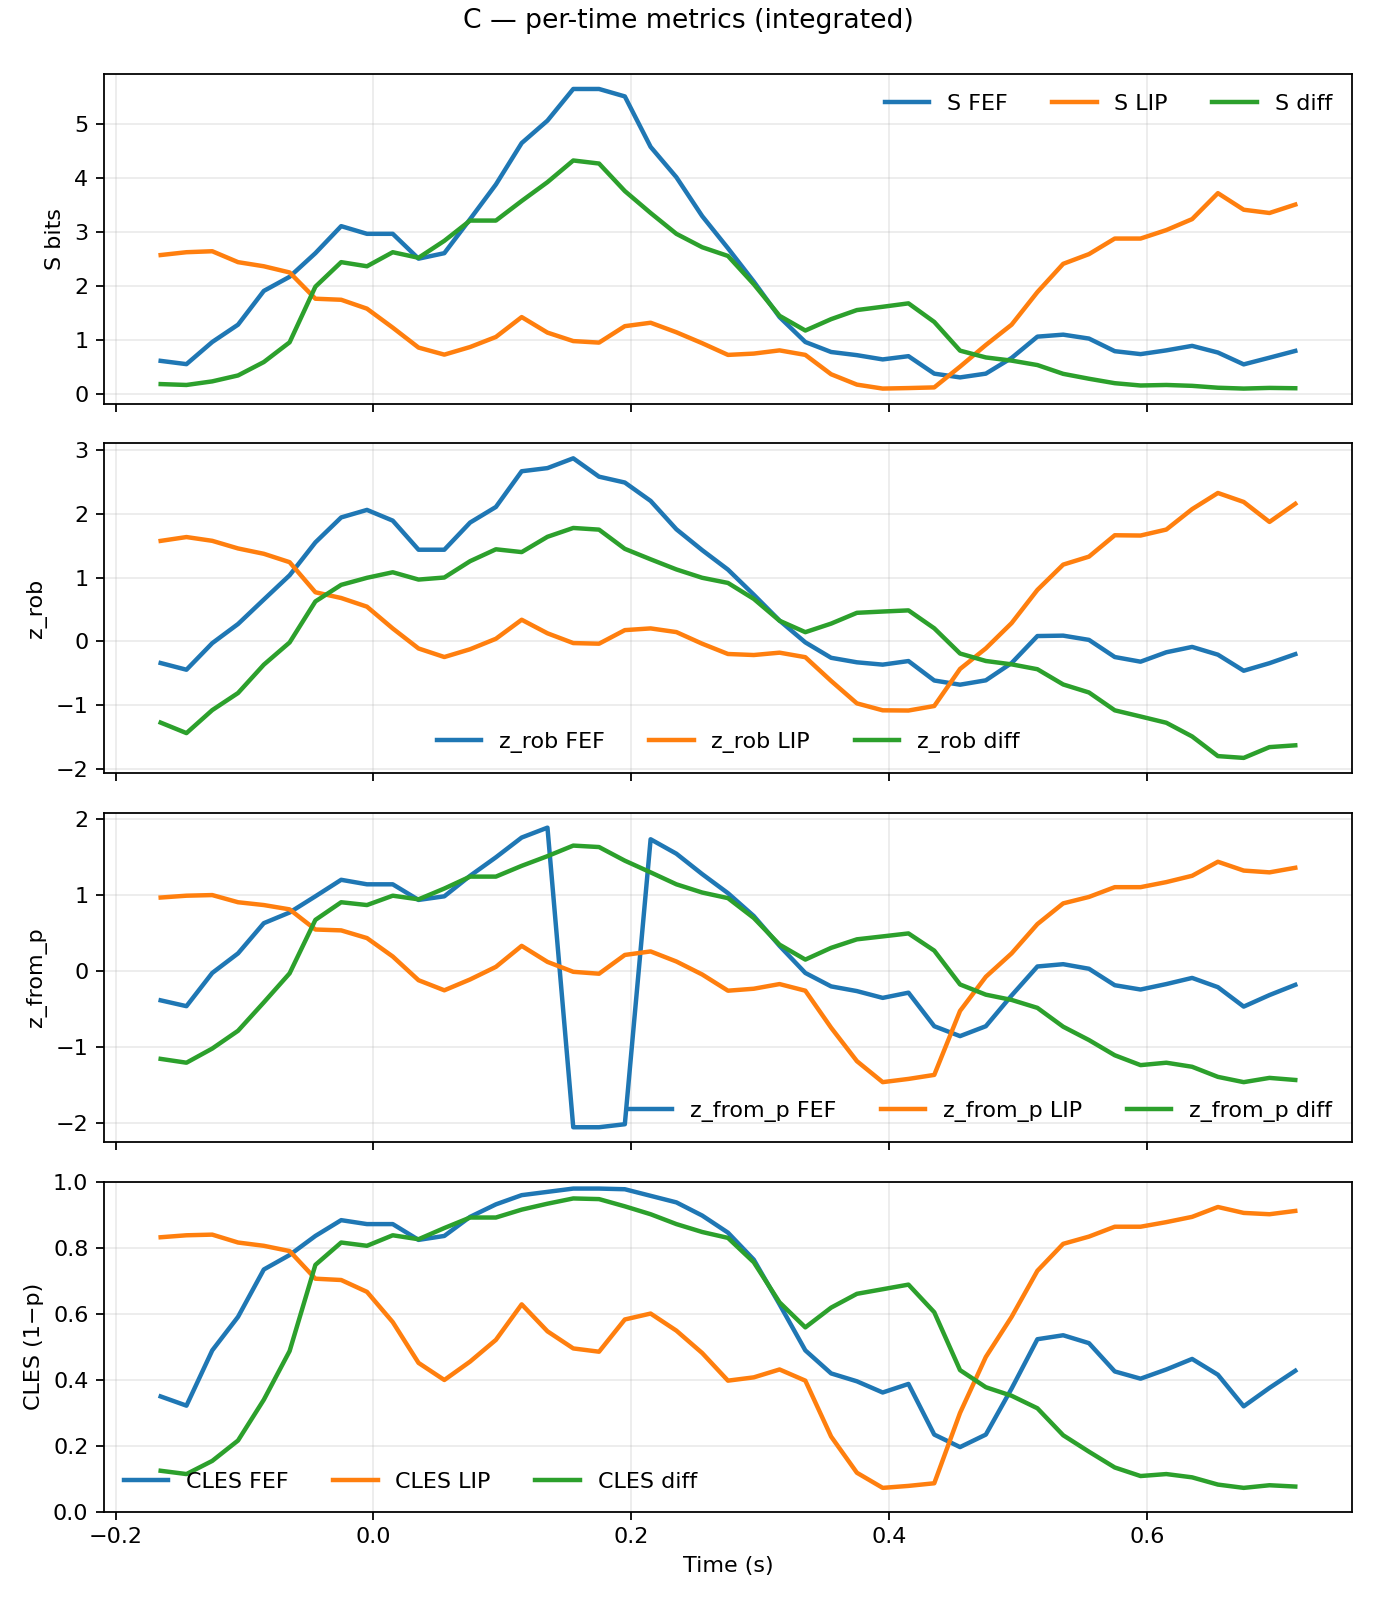 C — per-time metrics (integrated)
S bits
5
4
3
2
1
0
S FEF S LIP S diff
z_rob
3
2
1
0
−1
−2
z_rob FEF z_rob LIP z_rob diff
z_from_p
2
1
0
−1
−2
z_from_p FEF z_from_p LIP z_from_p diff
CLES (1−p)
1.0
0.8
0.6
0.4
0.2
0.0
CLES FEF CLES LIP CLES diff
−0.2 0.0 0.2 0.4 0.6
Time (s)